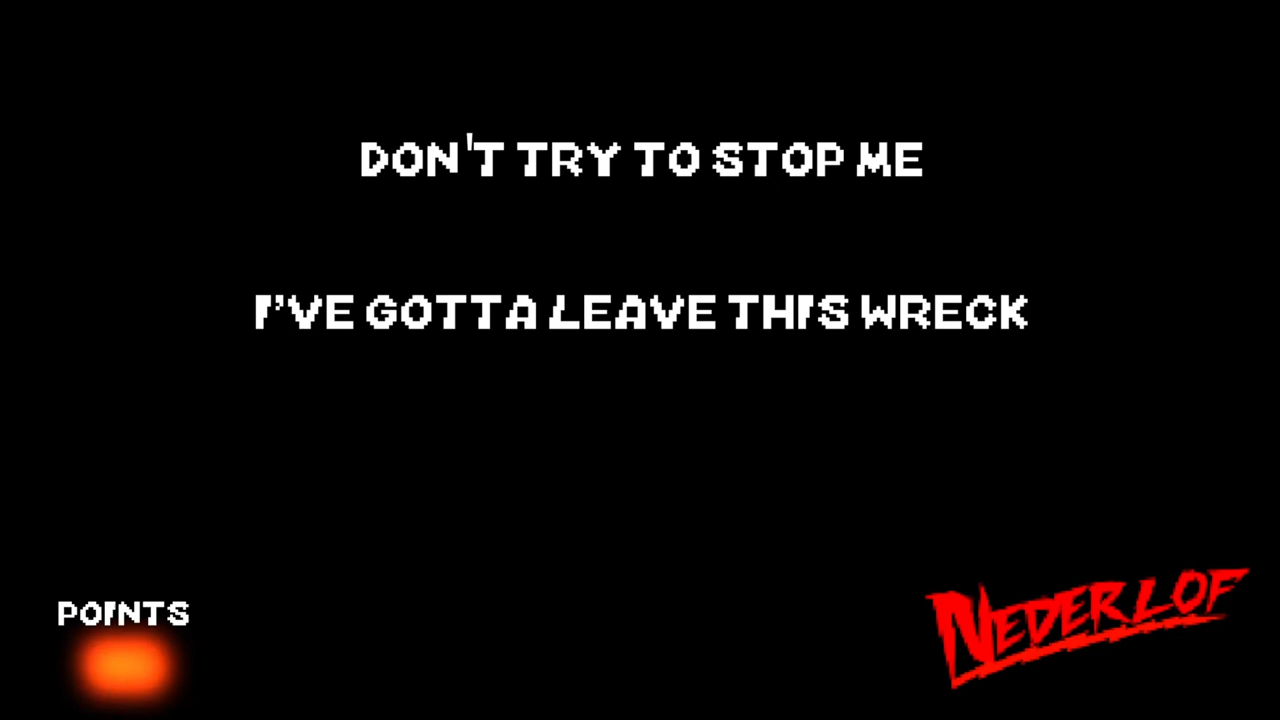 DON'T TRY TO STOP ME
I'VE GOTTA LEAVE THIS WRECK
POINTS
NEDERLOF